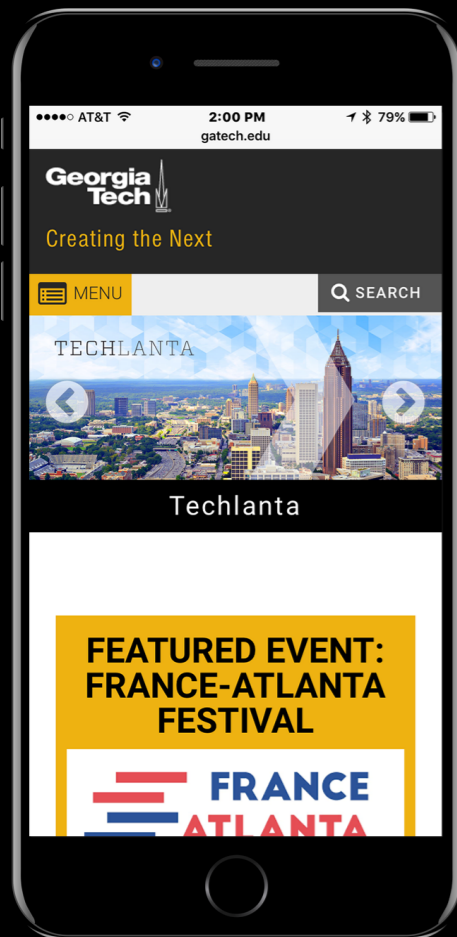 AT&T 2:00 PM 79%
gatech.edu
Georgia
Tech
Creating the Next
MENU SEARCH
TECHLANTA
Techlanta
FEATURED EVENT:
FRANCE-ATLANTA
FESTIVAL
FRANCE
ATLANTA